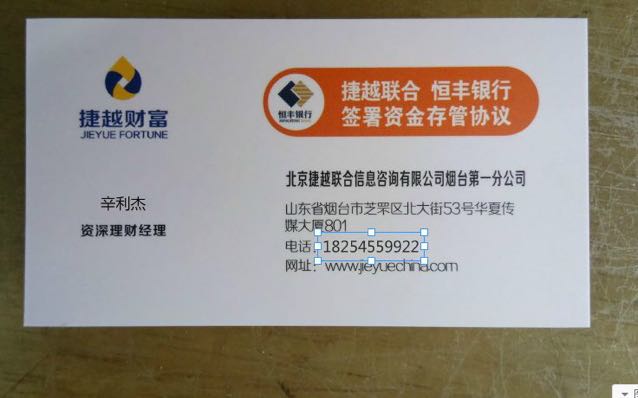 捷越财富
JIEYUE FORTUNE
辛利杰
资深理财经理
恒丰银行
捷越联合 恒丰银行
签署资金存管协议
北京捷越联合信息咨询有限公司烟台第一分公司
山东省烟台市芝罘区北大街53号华夏传
媒大厦801
电话：18254559922
网址：www.jieyuechina.com